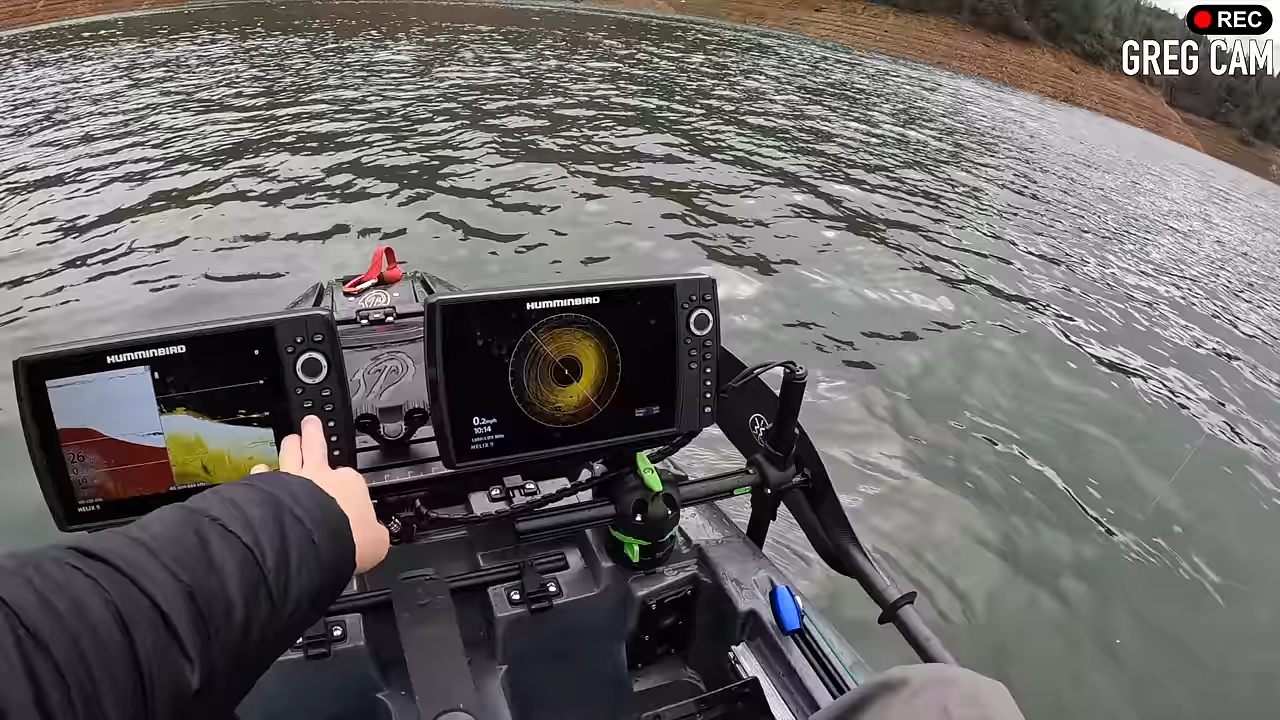 REC
GREG CAM
HUMMINBIRD
HUMMINBIRD
0.2mph
10:14
HELIX 9
26
HELIX 9